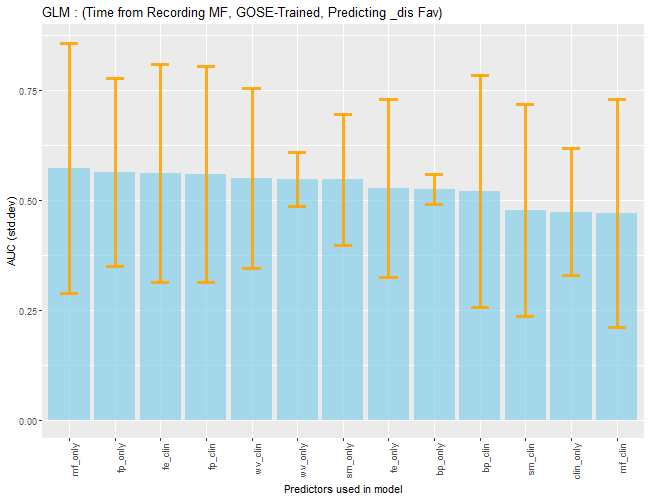 GLM : (Time from Recording MF, GOSE-Trained, Predicting _dis Fav)
AUC (std.dev)
0.75
0.50
0.25
0.00
mf_only
fp_only
fe_clin
fp_clin
wv_clin
wv_only
sm_only
fe_only
bp_only
bp_clin
sm_clin
clin_only
mf_clin
Predictors used in model